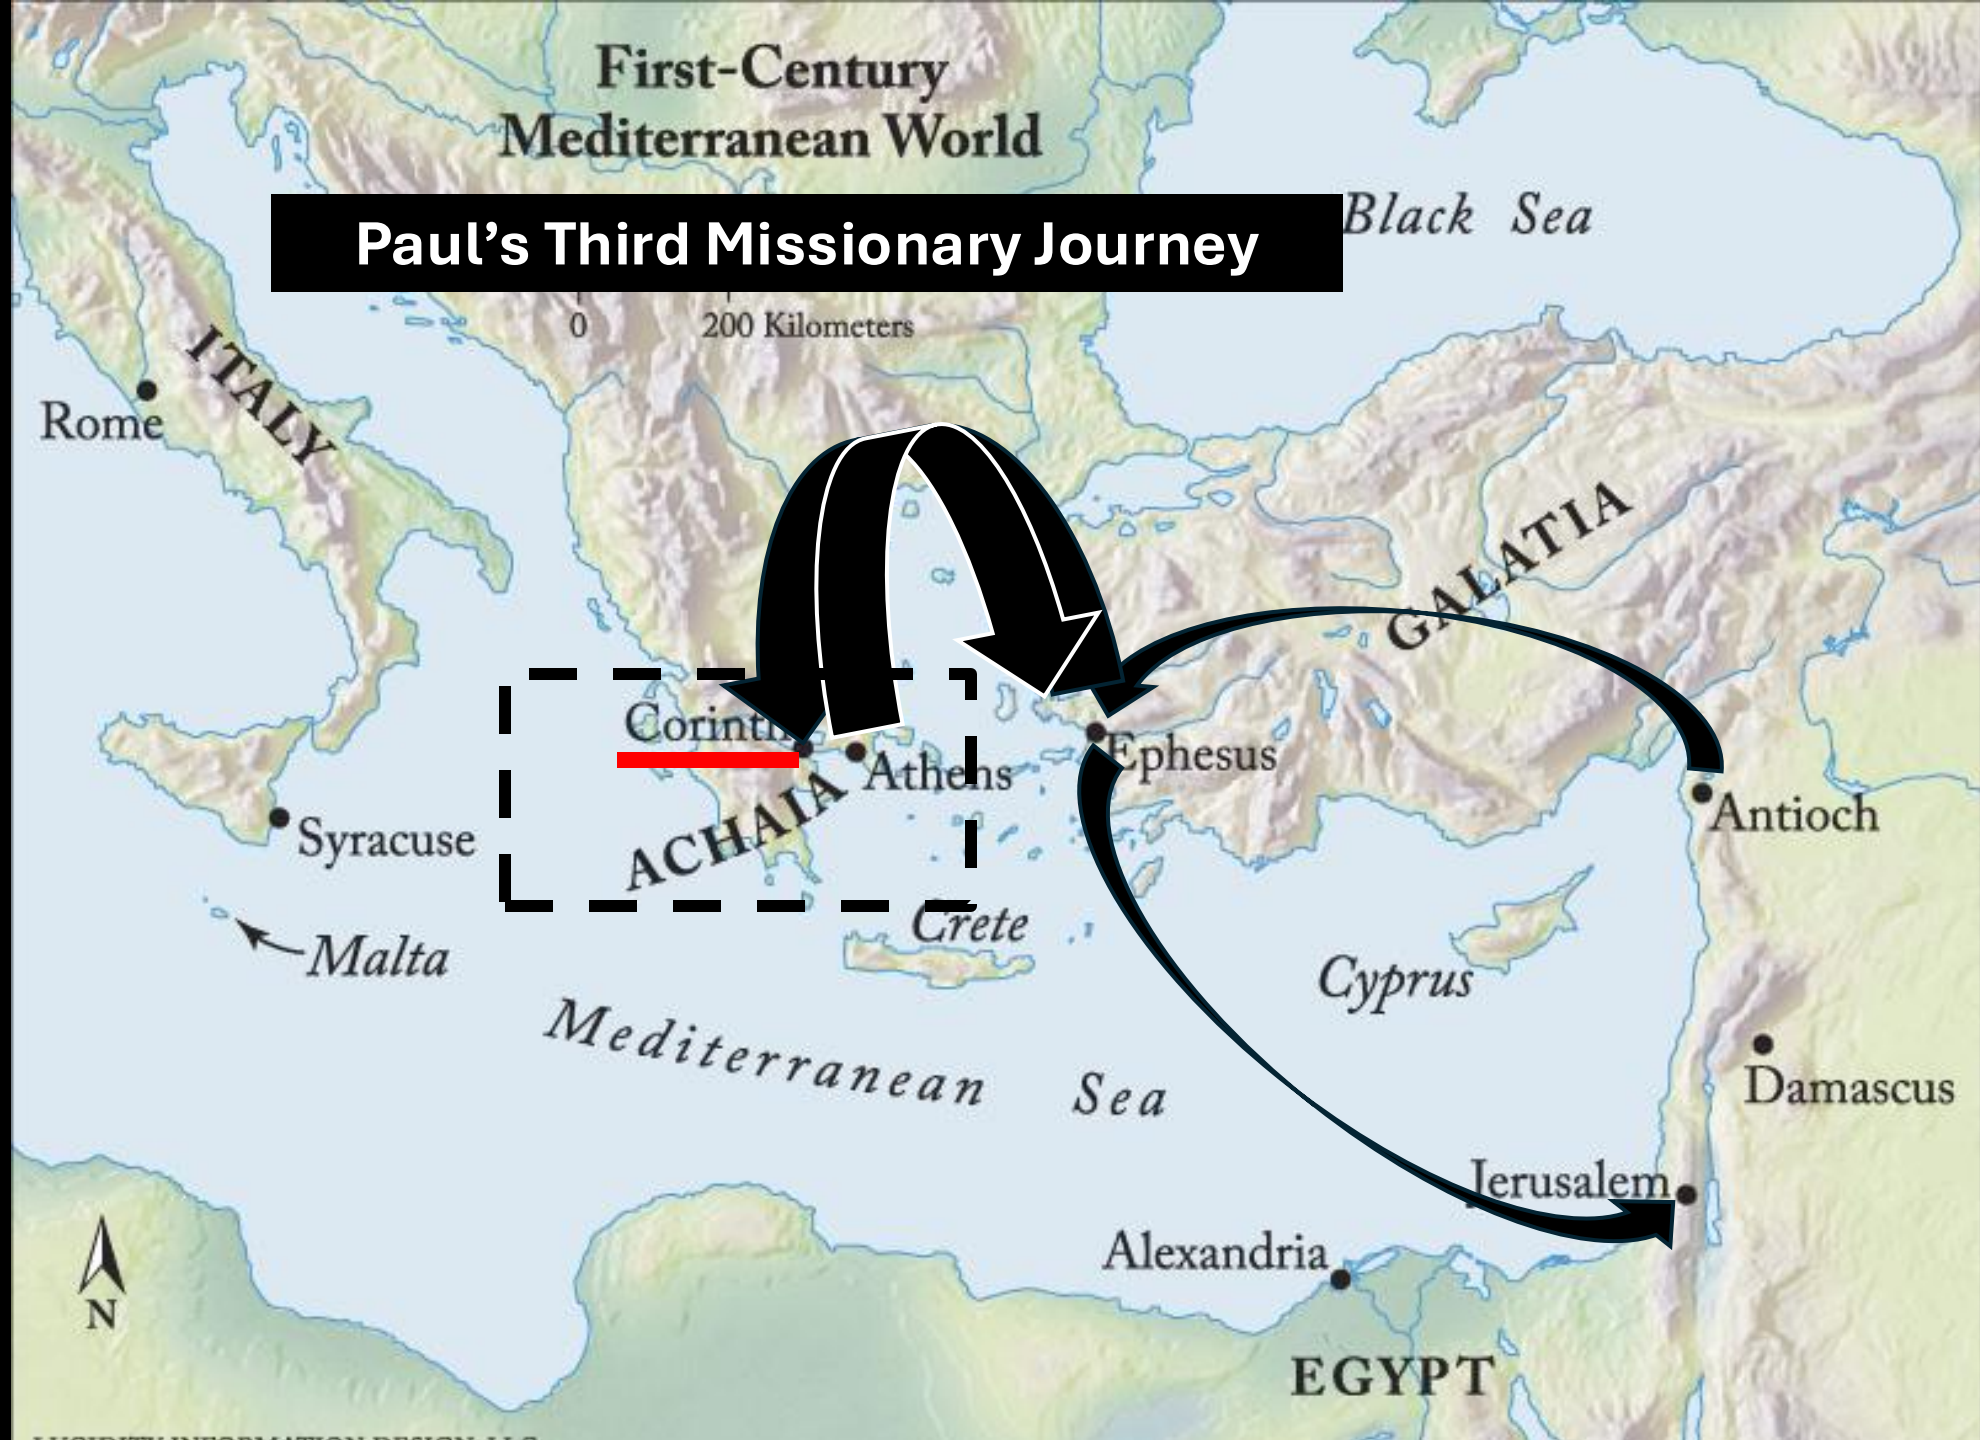 First-Century
Mediterranean World
Paul’s Third Missionary Journey
Black Sea
0 200 Kilometers
ITALY
Rome
GALATIA
Corinth
Athens
Ephesus
ACHAIA
Antioch
Syracuse
Crete
Malta
Cyprus
Mediterranean Sea
Damascus
Jerusalem
Alexandria
N
EGYPT